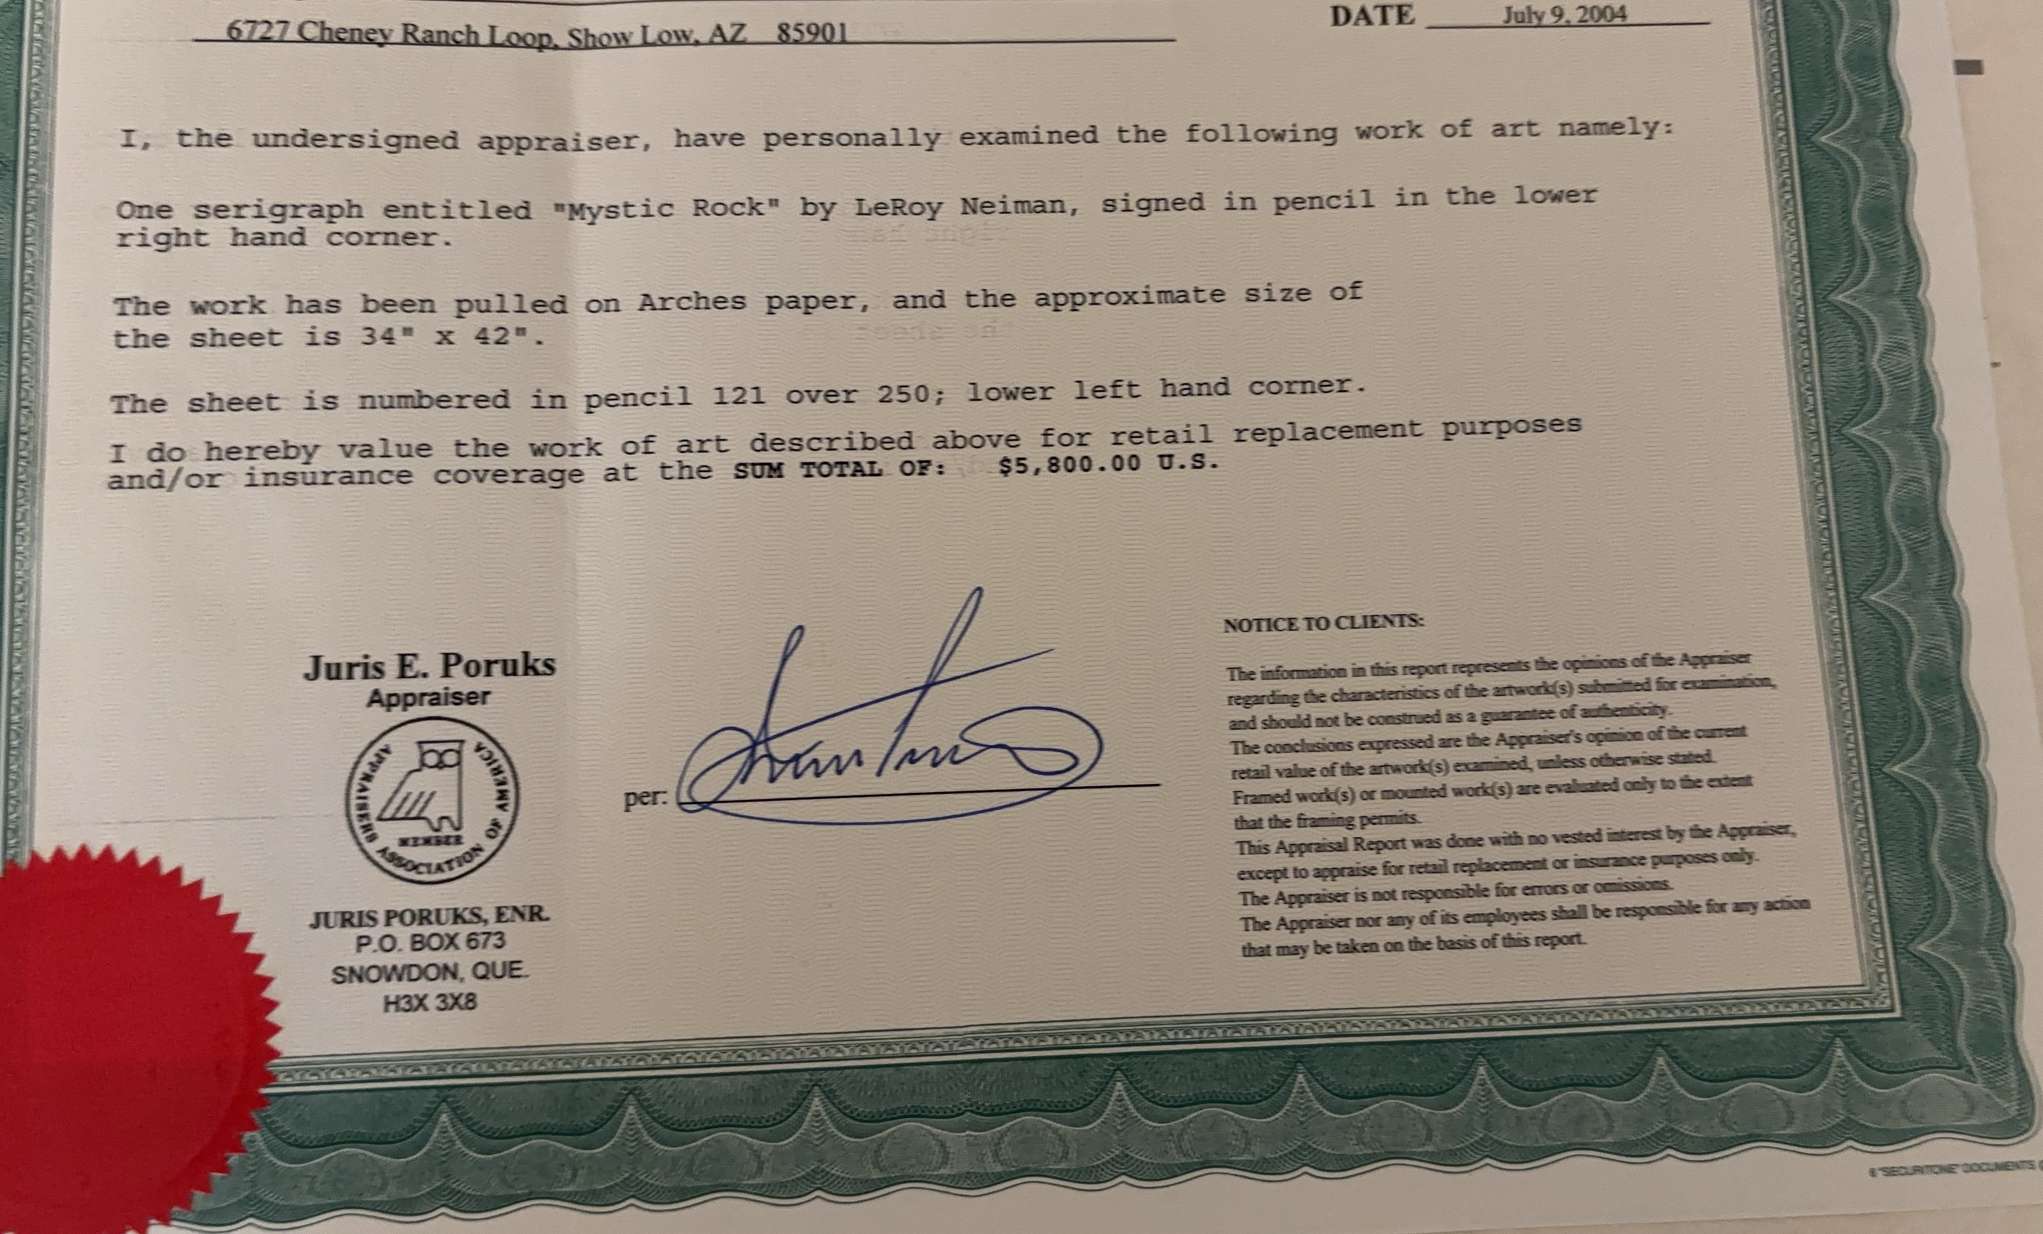 6727 Cheney Ranch Loop, Show Low, AZ 85901
DATE July 9, 2004
I, the undersigned appraiser, have personally examined the following work of art namely:
One serigraph entitled "Mystic Rock" by LeRoy Neiman, signed in pencil in the lower
right hand corner.
The work has been pulled on Arches paper, and the approximate size of
the sheet is 34" x 42".
The sheet is numbered in pencil 121 over 250; lower left hand corner.
I do hereby value the work of art described above for retail replacement purposes
and/or insurance coverage at the SUM TOTAL OF: $5,800.00 U.S.
Juris E. Poruks
Appraiser
APPRAISERS ASSOCIATION OF AMERICA
MEMBER
JURIS PORUKS, ENR.
P.O. BOX 673
SNOWDON, QUE.
H3X 3X8
per:
NOTICE TO CLIENTS:
The information in this report represents the opinions of the Appraiser
regarding the characteristics of the artwork(s) submitted for examination,
and should not be construed as a guarantee of authenticity.
The conclusions expressed are the Appraiser's opinion of the current
retail value of the artwork(s) examined, unless otherwise stated.
Framed work(s) or mounted work(s) are evaluated only to the extent
that the framing permits.
This Appraisal Report was done with no vested interest by the Appraiser,
except to appraise for retail replacement or insurance purposes only.
The Appraiser is not responsible for errors or omissions.
The Appraiser nor any of its employees shall be responsible for any action
that may be taken on the basis of this report.
"SECURITONE" DOCUMENTS